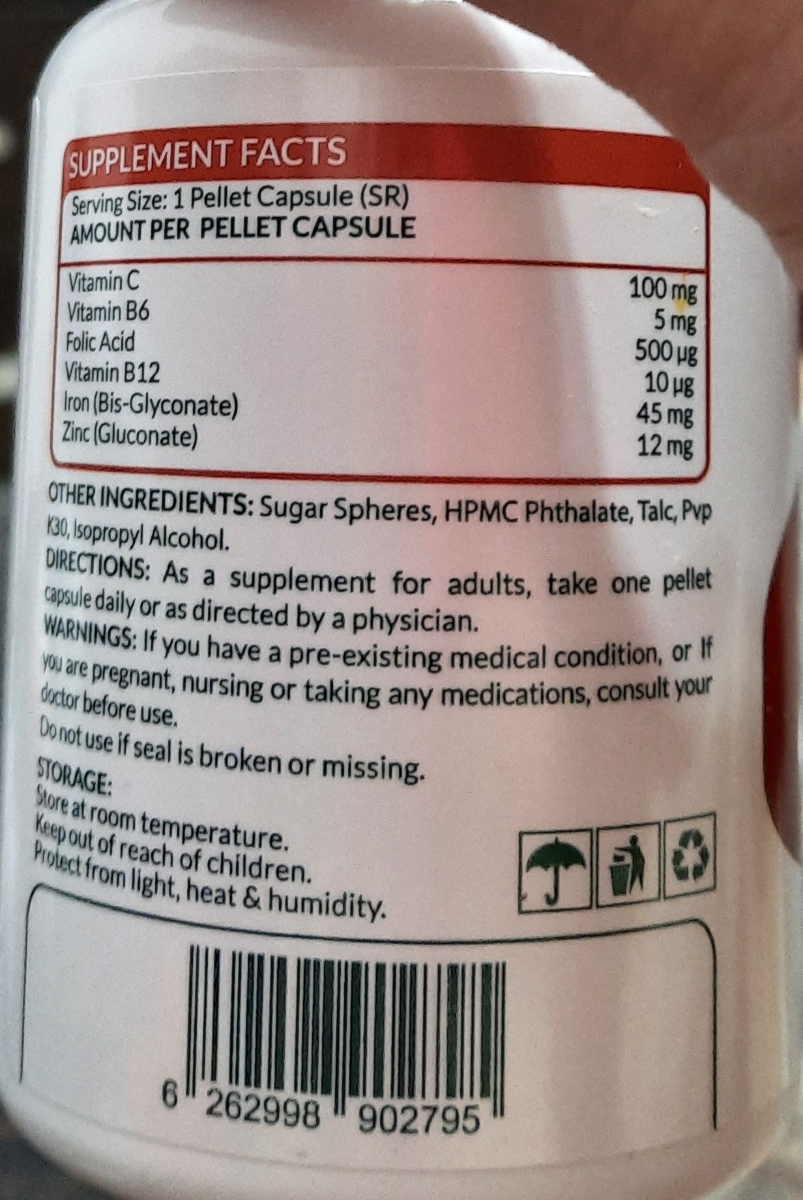 SUPPLEMENT FACTS
Serving Size: 1 Pellet Capsule (SR)
AMOUNT PER PELLET CAPSULE
Vitamin C 100 mg
Vitamin B6 5 mg
Folic Acid 500 µg
Vitamin B12 10 µg
Iron (Bis-Glyconate) 45 mg
Zinc (Gluconate) 12 mg
OTHER INGREDIENTS: Sugar Spheres, HPMC Phthalate, Talc, Pvp
K30, Isopropyl Alcohol.
DIRECTIONS: As a supplement for adults, take one pellet
capsule daily or as directed by a physician.
WARNINGS: If you have a pre-existing medical condition, or If
you are pregnant, nursing or taking any medications, consult your
doctor before use.
Do not use if seal is broken or missing.
STORAGE:
Store at room temperature.
Keep out of reach of children.
Protect from light, heat & humidity.
6 262998 902795